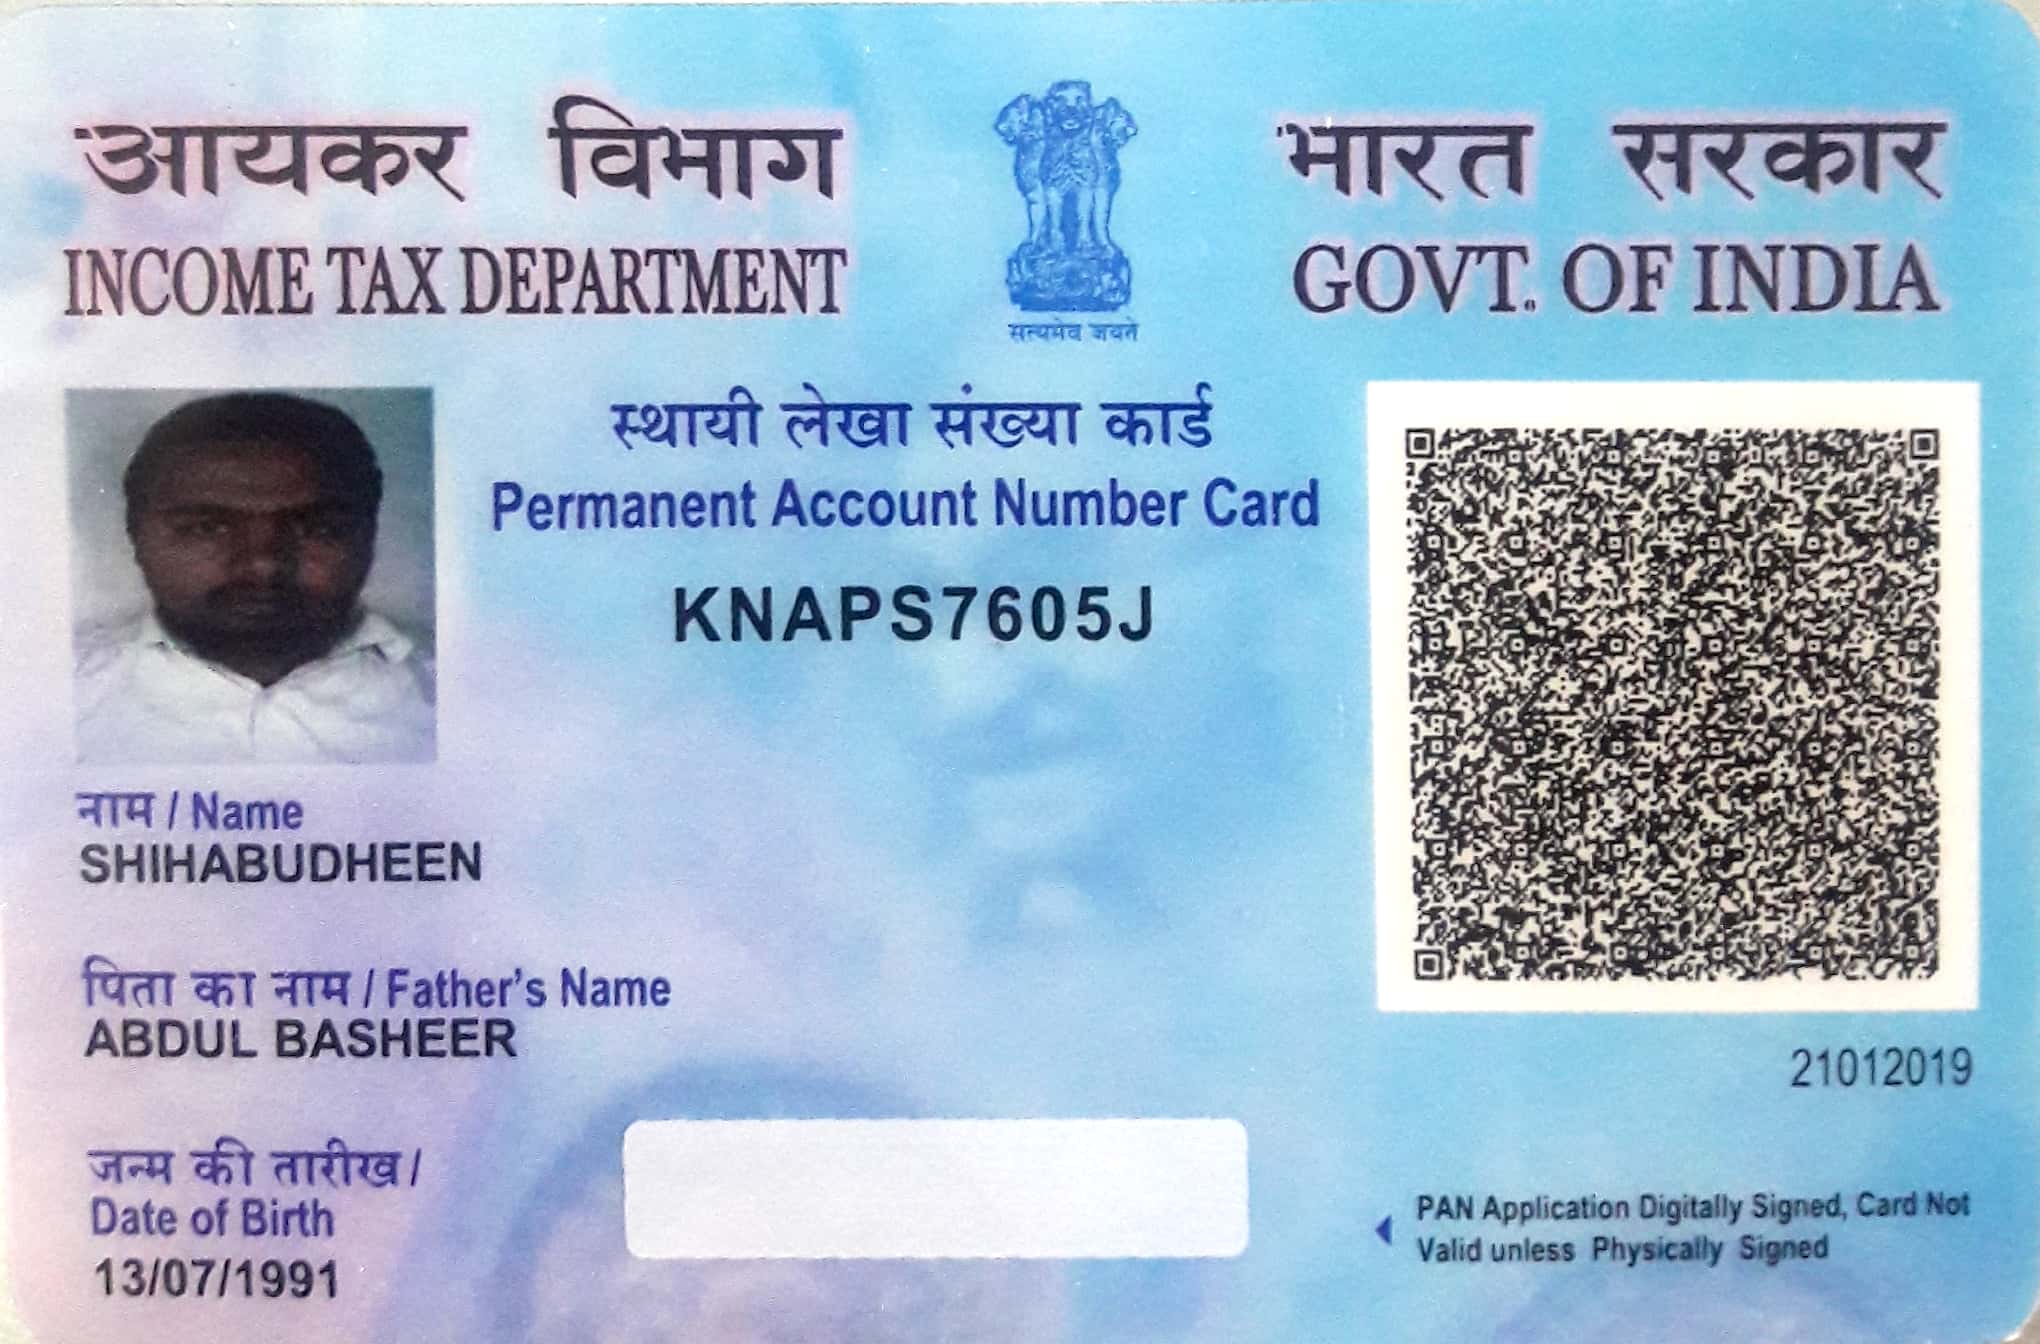 आयकर विभाग
INCOME TAX DEPARTMENT
सत्यमेव जयते
भारत सरकार
GOVT. OF INDIA
स्थायी लेखा संख्या कार्ड
Permanent Account Number Card
KNAPS7605J
नाम / Name
SHIHABUDHEEN
पिता का नाम / Father's Name
ABDUL BASHEER
21012019
जन्म की तारीख /
Date of Birth
13/07/1991
PAN Application Digitally Signed, Card Not
Valid unless Physically Signed